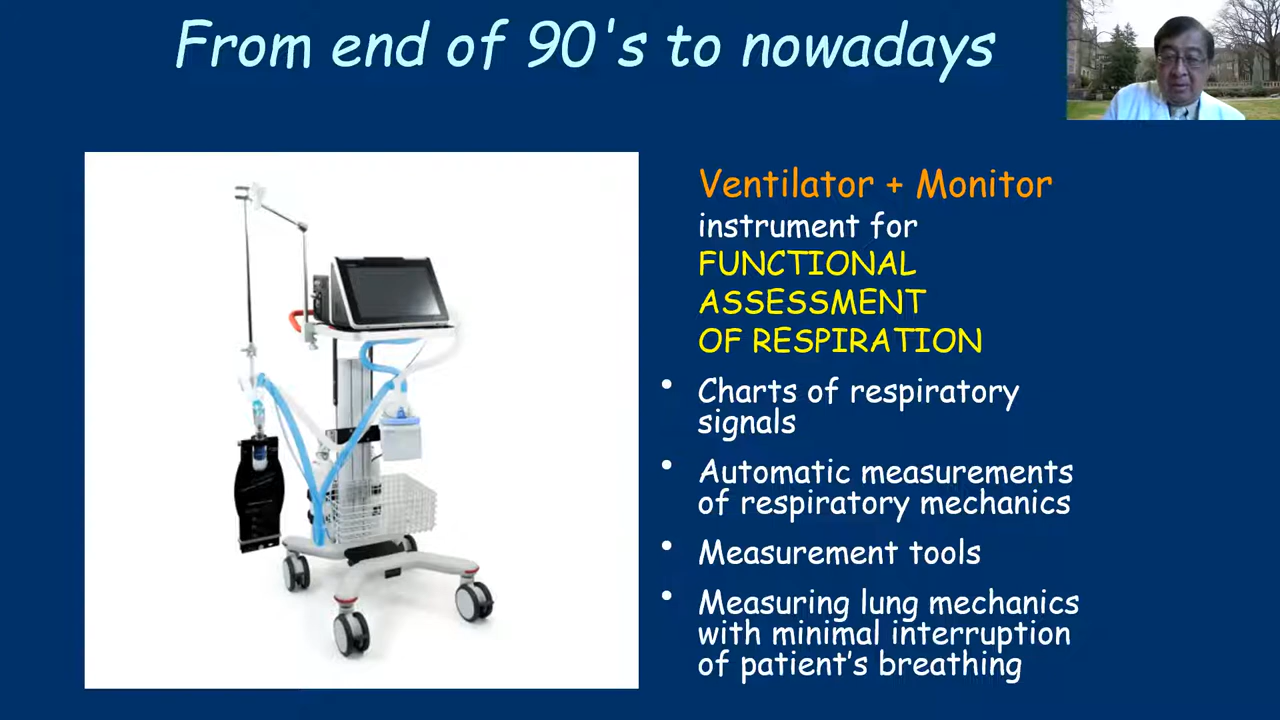 From end of 90's to nowadays
Ventilator + Monitor
instrument for
FUNCTIONAL
ASSESSMENT
OF RESPIRATION
• Charts of respiratory
signals
• Automatic measurements
of respiratory mechanics
• Measurement tools
• Measuring lung mechanics
with minimal interruption
of patient’s breathing